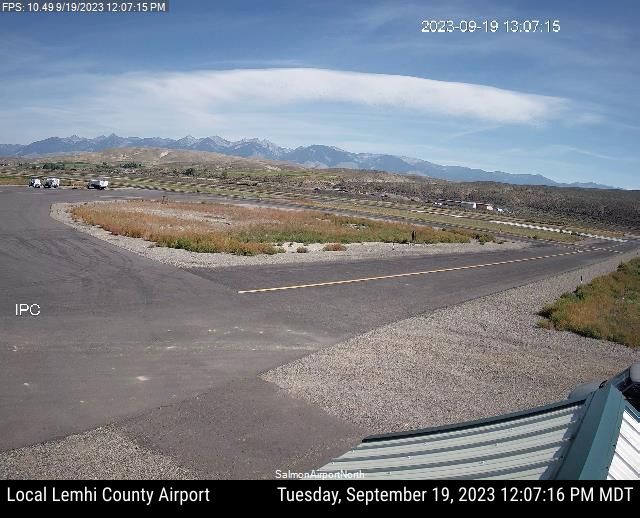 FPS: 10.49 9/19/2023 12:07:15 PM
2023-09-19 13:07:15
IPC
SalmonAirportNorth
Local Lemhi County Airport Tuesday, September 19, 2023 12:07:16 PM MDT